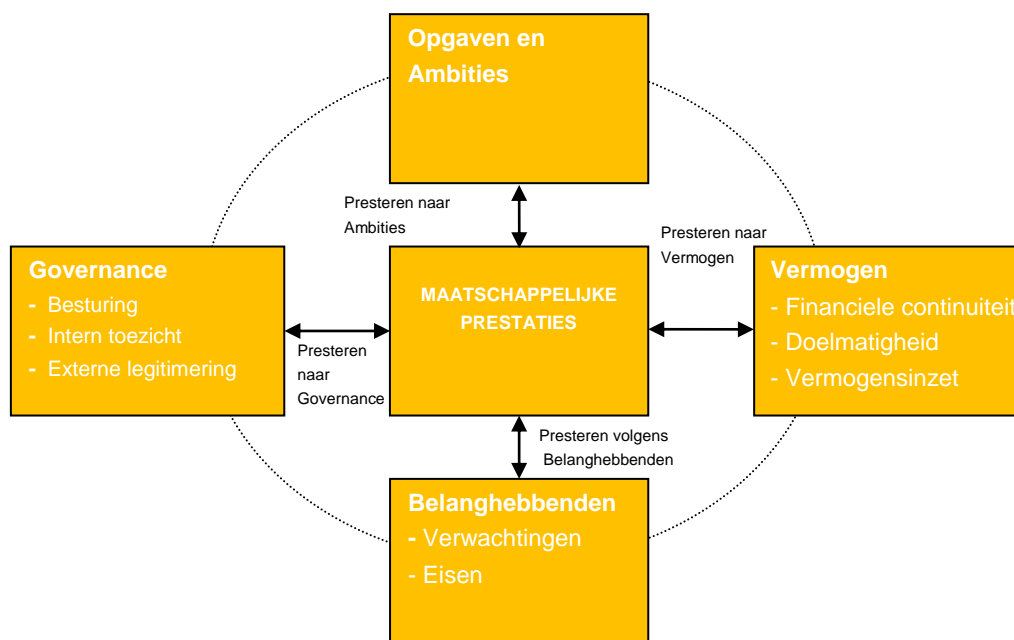 Opgaven en
Ambities
Presteren naar
Ambities
Presteren naar
Vermogen
Governance
- Besturing
- Intern toezicht
- Externe legitimering
MAATSCHAPPELIJKE
PRESTATIES
Vermogen
- Financiele continuiteit
- Doelmatigheid
- Vermogensinzet
Presteren
naar
Governance
Presteren volgens
Belanghebbenden
Belanghebbenden
- Verwachtingen
- Eisen